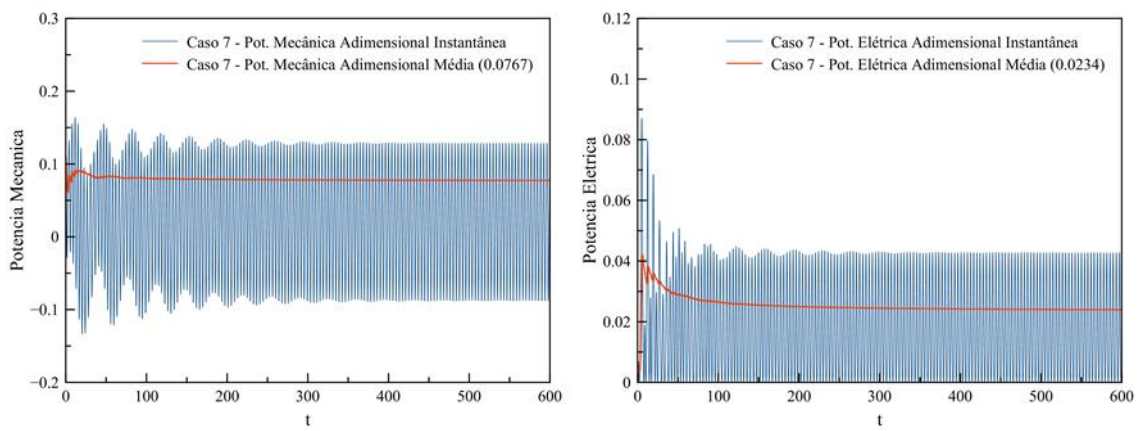 0.3
0.2
0.1
0
−0.1
−0.2
Potencia Mecanica
Caso 7 - Pot. Mecânica Adimensional Instantânea
Caso 7 - Pot. Mecânica Adimensional Média (0.0767)
0 100 200 300 400 500 600
t
0.12
0.1
0.08
0.06
0.04
0.02
0
Potencia Eletrica
Caso 7 - Pot. Elétrica Adimensional Instantânea
Caso 7 - Pot. Elétrica Adimensional Média (0.0234)
0 100 200 300 400 500 600
t